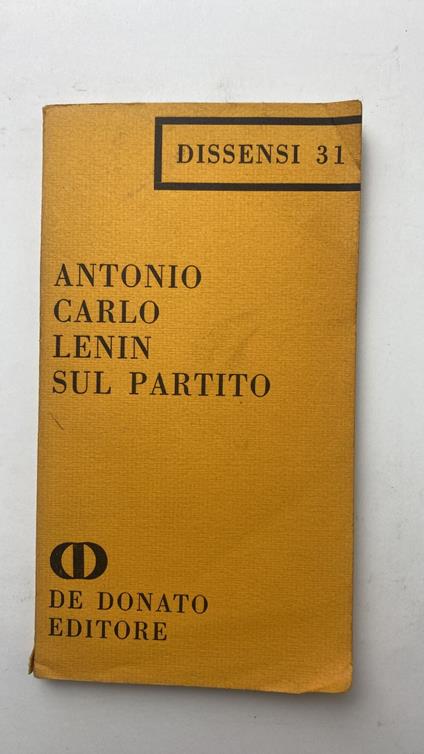 DISSENSI 31
ANTONIO
CARLO
LENIN
SUL PARTITO
DE DONATO
EDITORE